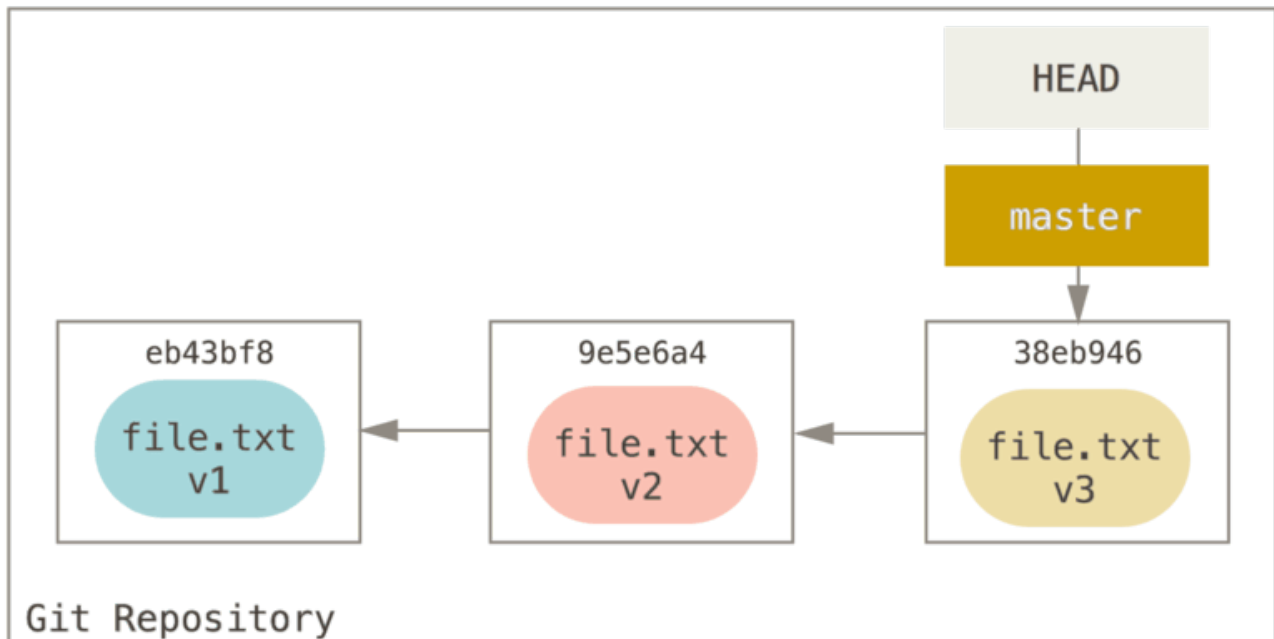 HEAD
master
eb43bf8
file.txt
v1
9e5e6a4
file.txt
v2
38eb946
file.txt
v3
Git Repository